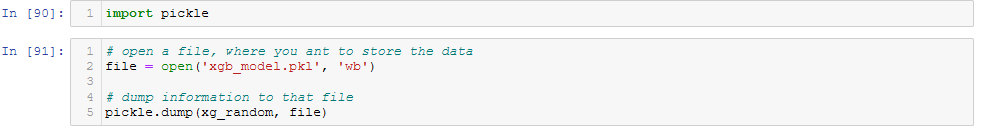 In [90]: 1 import pickle
In [91]: 1 # open a file, where you ant to store the data
2 file = open('xgb_model.pkl', 'wb')
3
4 # dump information to that file
5 pickle.dump(xg_random, file)